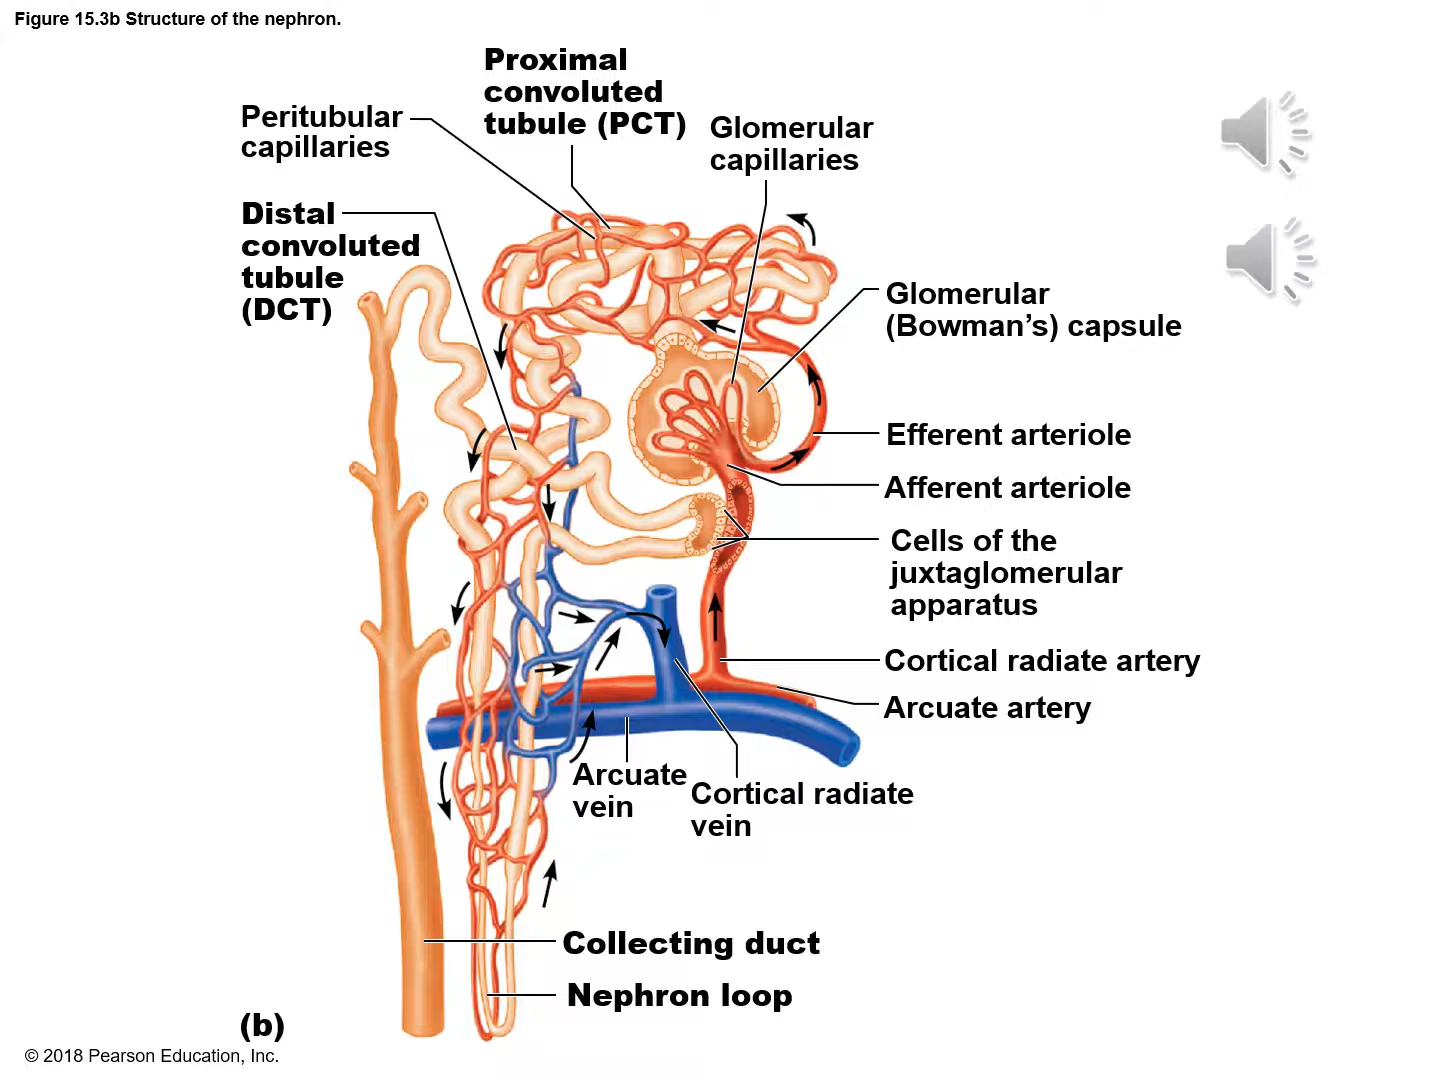 Figure 15.3b Structure of the nephron.
Proximal
convoluted
tubule (PCT)
Peritubular
capillaries
Glomerular
capillaries
Distal
convoluted
tubule
(DCT)
Glomerular
(Bowman’s) capsule
Efferent arteriole
Afferent arteriole
Cells of the
juxtaglomerular
apparatus
Cortical radiate artery
Arcuate artery
Arcuate
vein
Cortical radiate
vein
Collecting duct
Nephron loop
(b)
© 2018 Pearson Education, Inc.